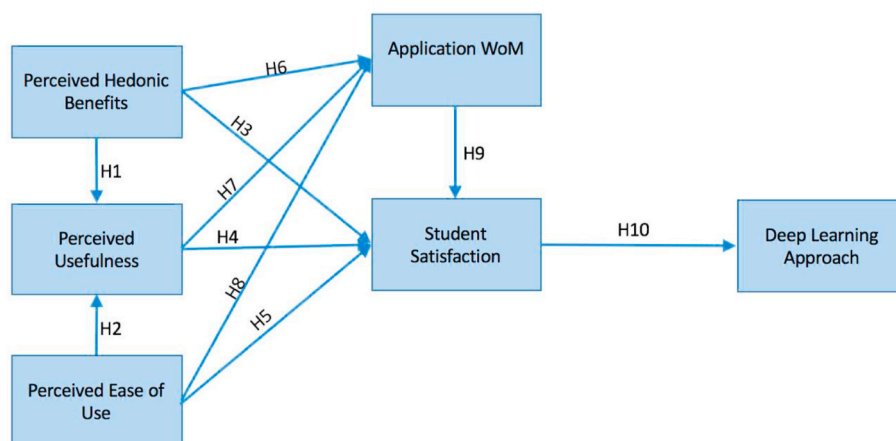 Perceived Hedonic
Benefits
H6
Application WoM
H3
H1
H7
H9
Perceived
Usefulness
H4
Student
Satisfaction
H10
Deep Learning
Approach
H8
H5
H2
Perceived Ease of
Use